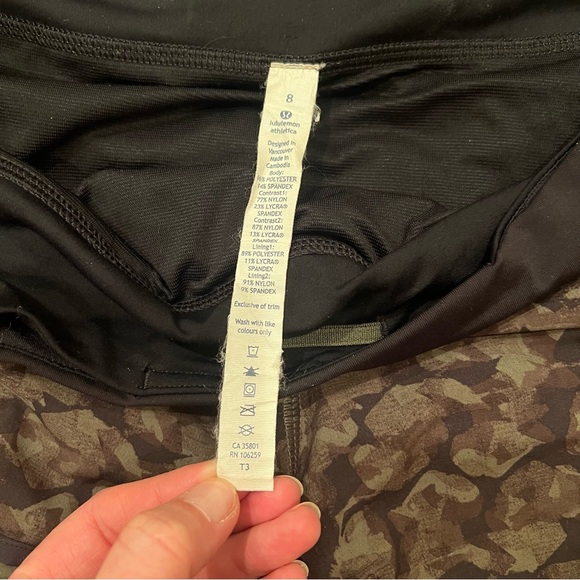 8
lululemon
athletica
Designed in
Vancouver
Made in
Cambodia
Body:
POLYESTER
14% SPANDEX
Contrast1:
77% NYLON
23% LYCRA®
SPANDEX
Contrast2:
87% NYLON
13% LYCRA®
SPANDEX
Lining1:
89% POLYESTER
11% LYCRA®
SPANDEX
Lining2:
91% NYLON
9% SPANDEX
Exclusive of trim
Wash with like
colours only
CA 35801
RN 106259
T3